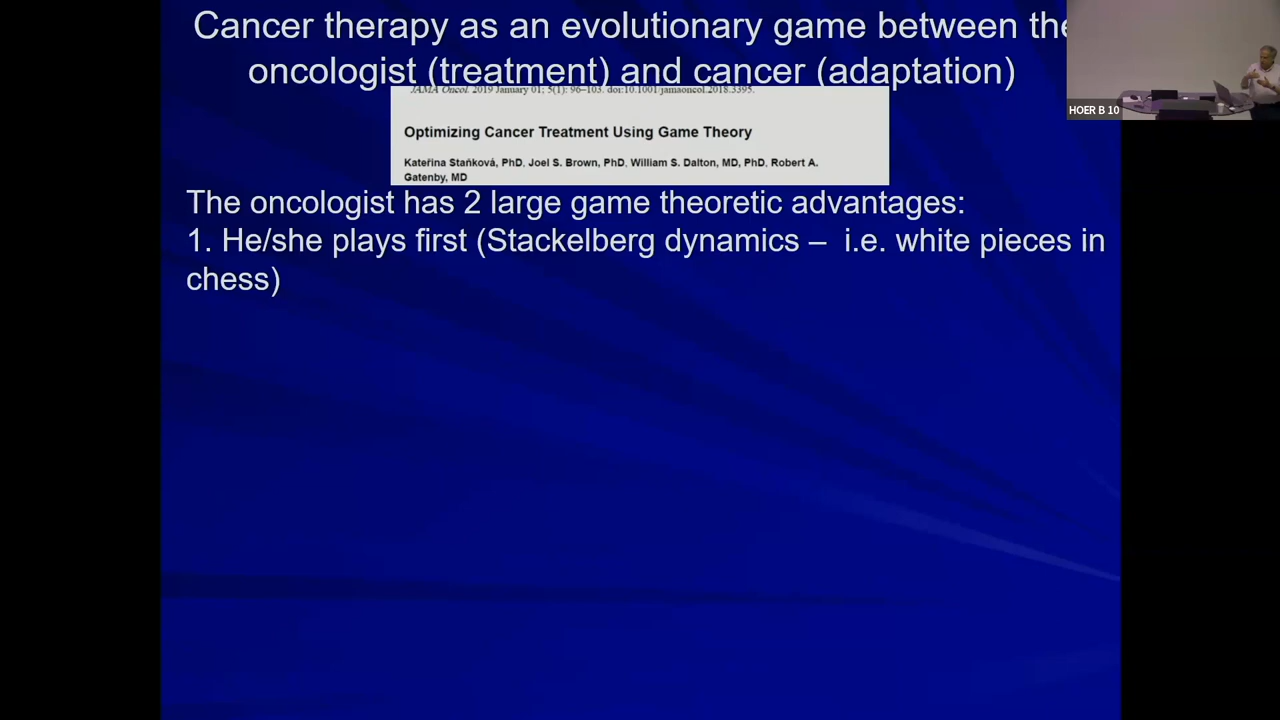 Cancer therapy as an evolutionary game between the
oncologist (treatment) and cancer (adaptation)
JAMA Oncol. 2019 January 01; 5(1): 96–103. doi:10.1001/jamaoncol.2018.3395.
Optimizing Cancer Treatment Using Game Theory
Kateřina Staňková, PhD, Joel S. Brown, PhD, William S. Dalton, MD, PhD, Robert A.
Gatenby, MD
The oncologist has 2 large game theoretic advantages:
1. He/she plays first (Stackelberg dynamics – i.e. white pieces in
chess)
HOER B 10